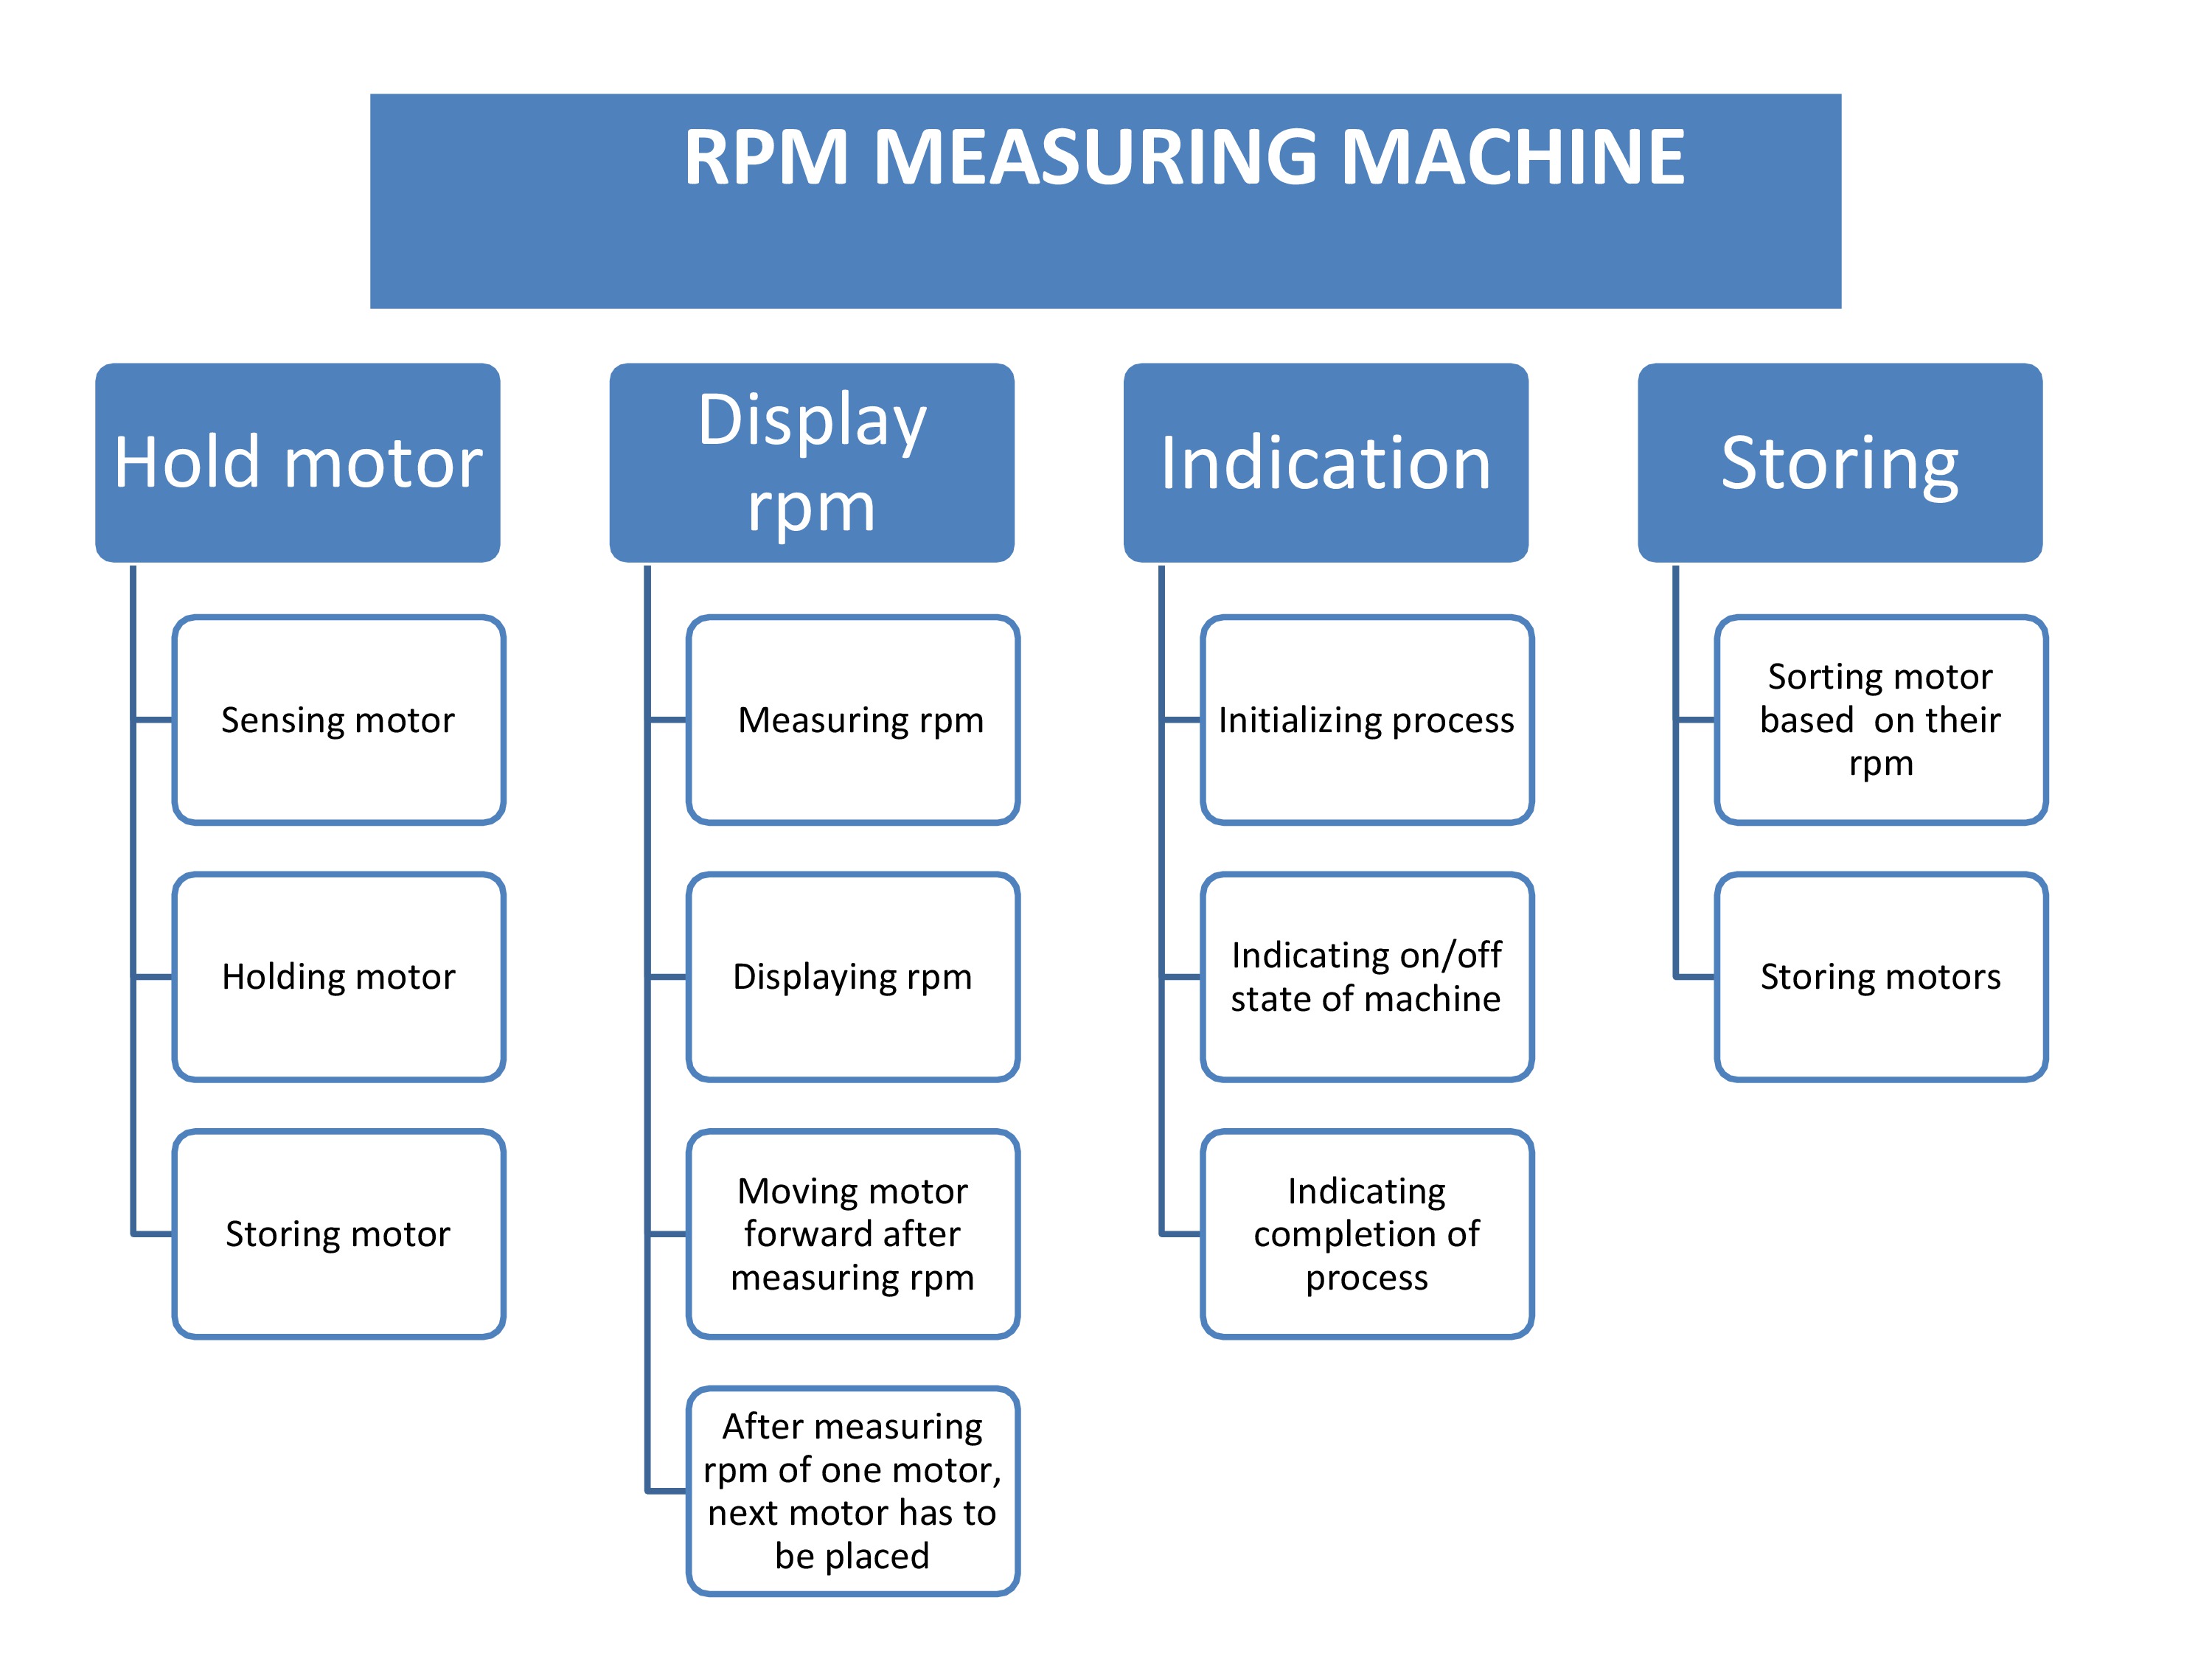 RPM MEASURING MACHINE
Hold motor
Sensing motor
Holding motor
Storing motor
Display
rpm
Measuring rpm
Displaying rpm
Moving motor
forward after
measuring rpm
After measuring
rpm of one motor,
next motor has to
be placed
Indication
Initializing process
Indicating on/off
state of machine
Indicating
completion of
process
Storing
Sorting motor
based  on their
rpm
Storing motors